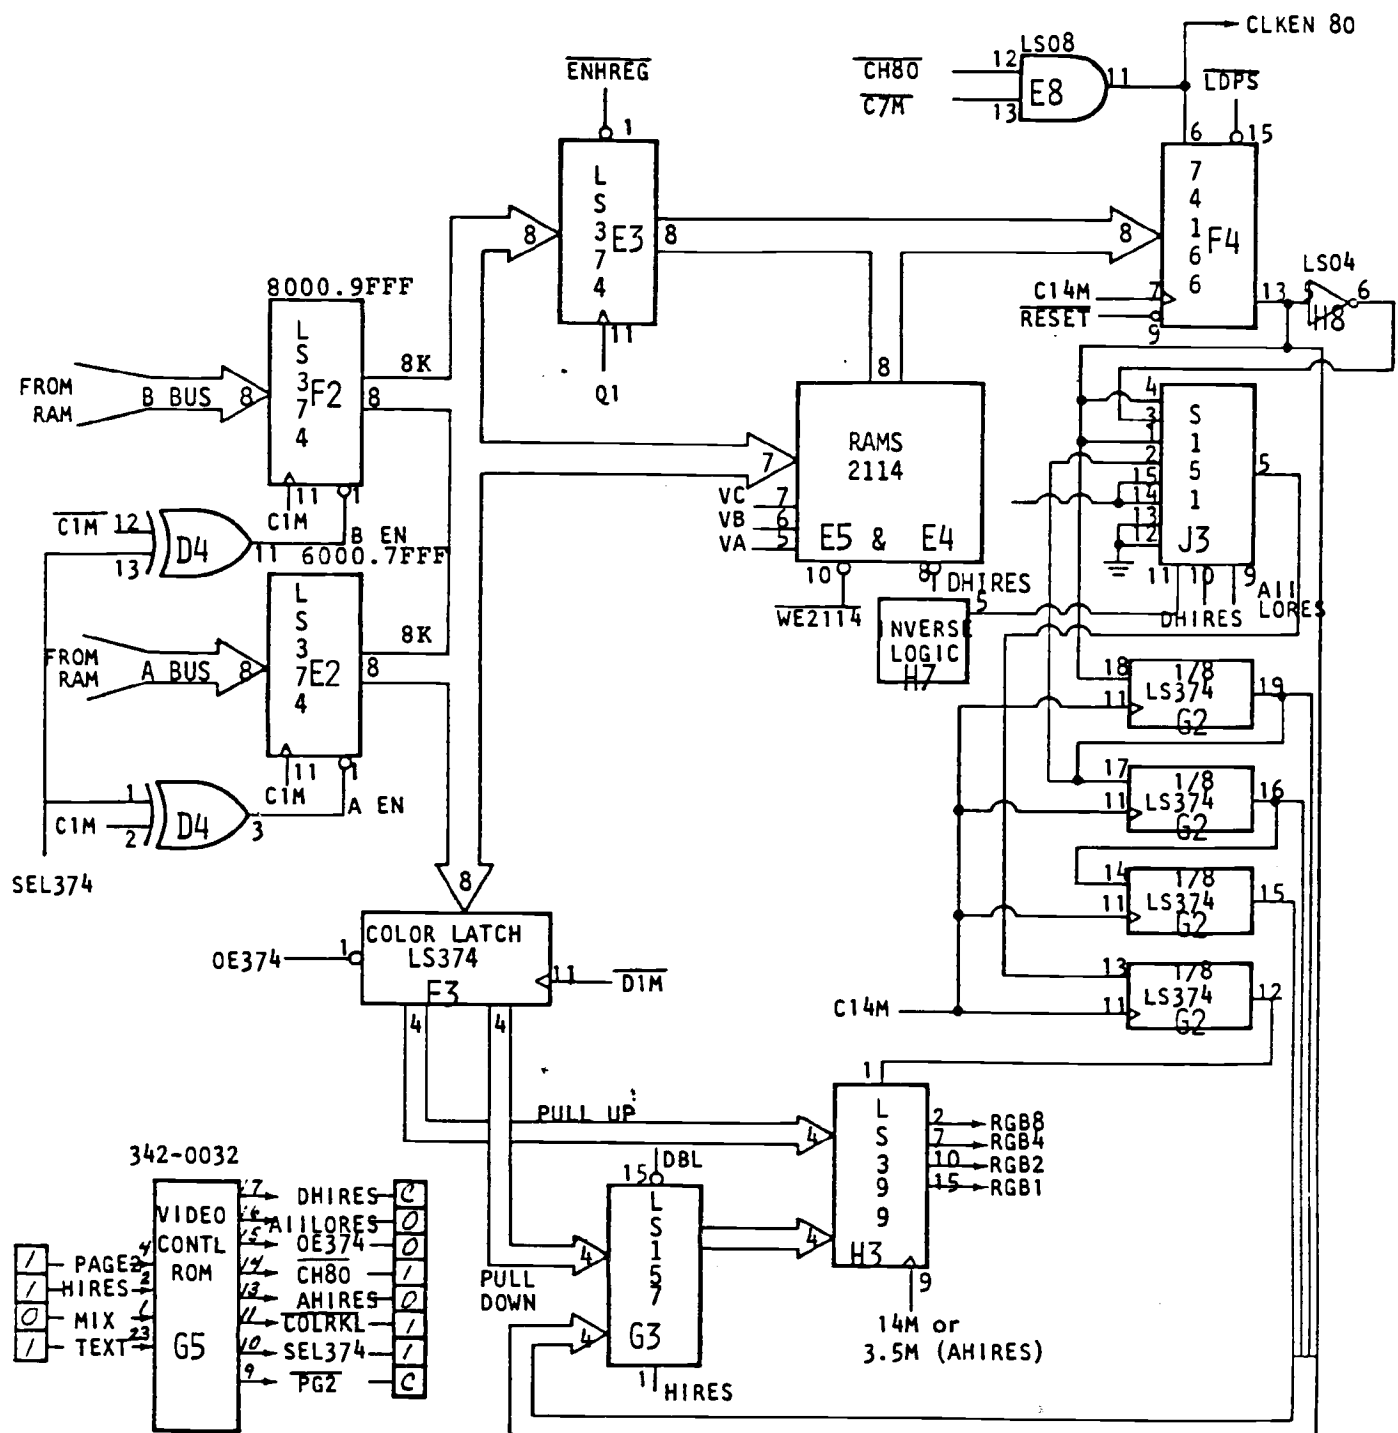 CLKEN 80
LS08
ENHREG
CH80 12
E8 11
C7M 13
LDPS
1
6 15
L S 3 7 4 E3
8
8
8
7 4 1 6 6 F4
8000.9FFF
C14M 7
RESET 9
13
LS04
5 6
H8
11
Q1
FROM RAM
B BUS 8
L S 3 7 4 F2
8K
8
11 1
C1M
8
RAMS
2114
7
VC 7
VB 6
VA 5
E5 & E4
10 8
WE2114
DHIRES
4
3
1
2
15
14
13
12
S 1 5 1
J3
5
11 10 9
DHIRES
AII LORES
5
INVERSE
LOGIC
H7
C1M 12
13
D4
11
B EN
6000.7FFF
FROM RAM
A BUS 8
L S 3 7 4 E2
8K
8
11 1
C1M
1
C1M 2
D4
3
A EN
SEL374
18 1/8 19
11 LS374
G2
17 1/8 16
11 LS374
G2
14 1/8 15
11 LS374
G2
13 1/8 12
11 LS374
G2
C14M
8
COLOR LATCH
OE374 1 LS374
11 D1M
F3
4 4
PULL UP
4
1
L S 3 9 9
H3
2 RGB8
7 RGB4
10 RGB2
15 RGB1
9
14M or
3.5M (AHIRES)
PULL
DOWN
4
4
15 DBL
L S 1 5 7
G3
4
1 HIRES
342-0032
VIDEO
CONTL
ROM
G5
1 PAGE2 4
1 HIRES 2
0 MIX 1
1 TEXT 23
17 DHIRES C
16 AIILORES 0
15 OE374 0
14 CH80 1
13 AHIRES 0
11 COLRKL 1
10 SEL374 1
9 PG2 C